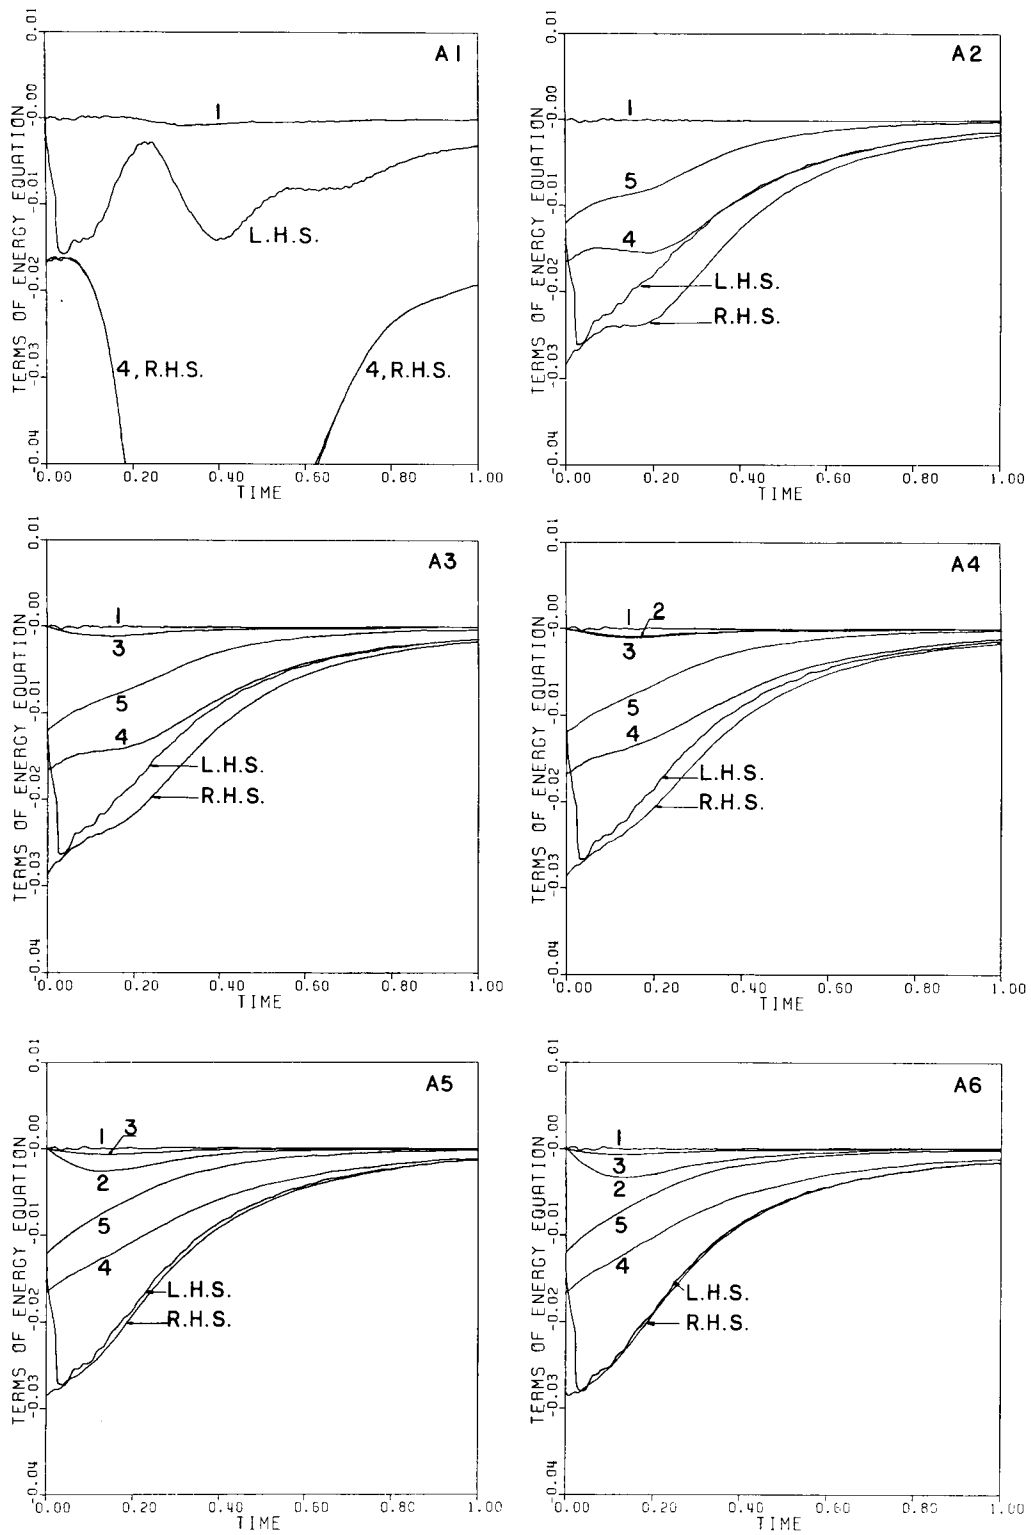 A1
0.01
-0.00
-0.01
-0.02
-0.03
-0.04
TERMS OF ENERGY EQUATION
1
L.H.S.
4, R.H.S.
4, R.H.S.
0.00 0.20 0.40 0.60 0.80 1.00
TIME
A2
0.01
-0.00
-0.01
-0.02
-0.03
-0.04
TERMS OF ENERGY EQUATION
1
5
4
L.H.S.
R.H.S.
0.00 0.20 0.40 0.60 0.80 1.00
TIME
A3
0.01
-0.00
-0.01
-0.02
-0.03
-0.04
TERMS OF ENERGY EQUATION
1
3
5
4
L.H.S.
R.H.S.
0.00 0.20 0.40 0.60 0.80 1.00
TIME
A4
0.01
-0.00
-0.01
-0.02
-0.03
-0.04
TERMS OF ENERGY EQUATION
1 2
3
5
4
L.H.S.
R.H.S.
0.00 0.20 0.40 0.60 0.80 1.00
TIME
A5
0.01
-0.00
-0.01
-0.02
-0.03
-0.04
TERMS OF ENERGY EQUATION
1 3
2
5
4
L.H.S.
R.H.S.
0.00 0.20 0.40 0.60 0.80 1.00
TIME
A6
0.01
-0.00
-0.01
-0.02
-0.03
-0.04
TERMS OF ENERGY EQUATION
1
3
2
5
4
L.H.S.
R.H.S.
0.00 0.20 0.40 0.60 0.80 1.00
TIME